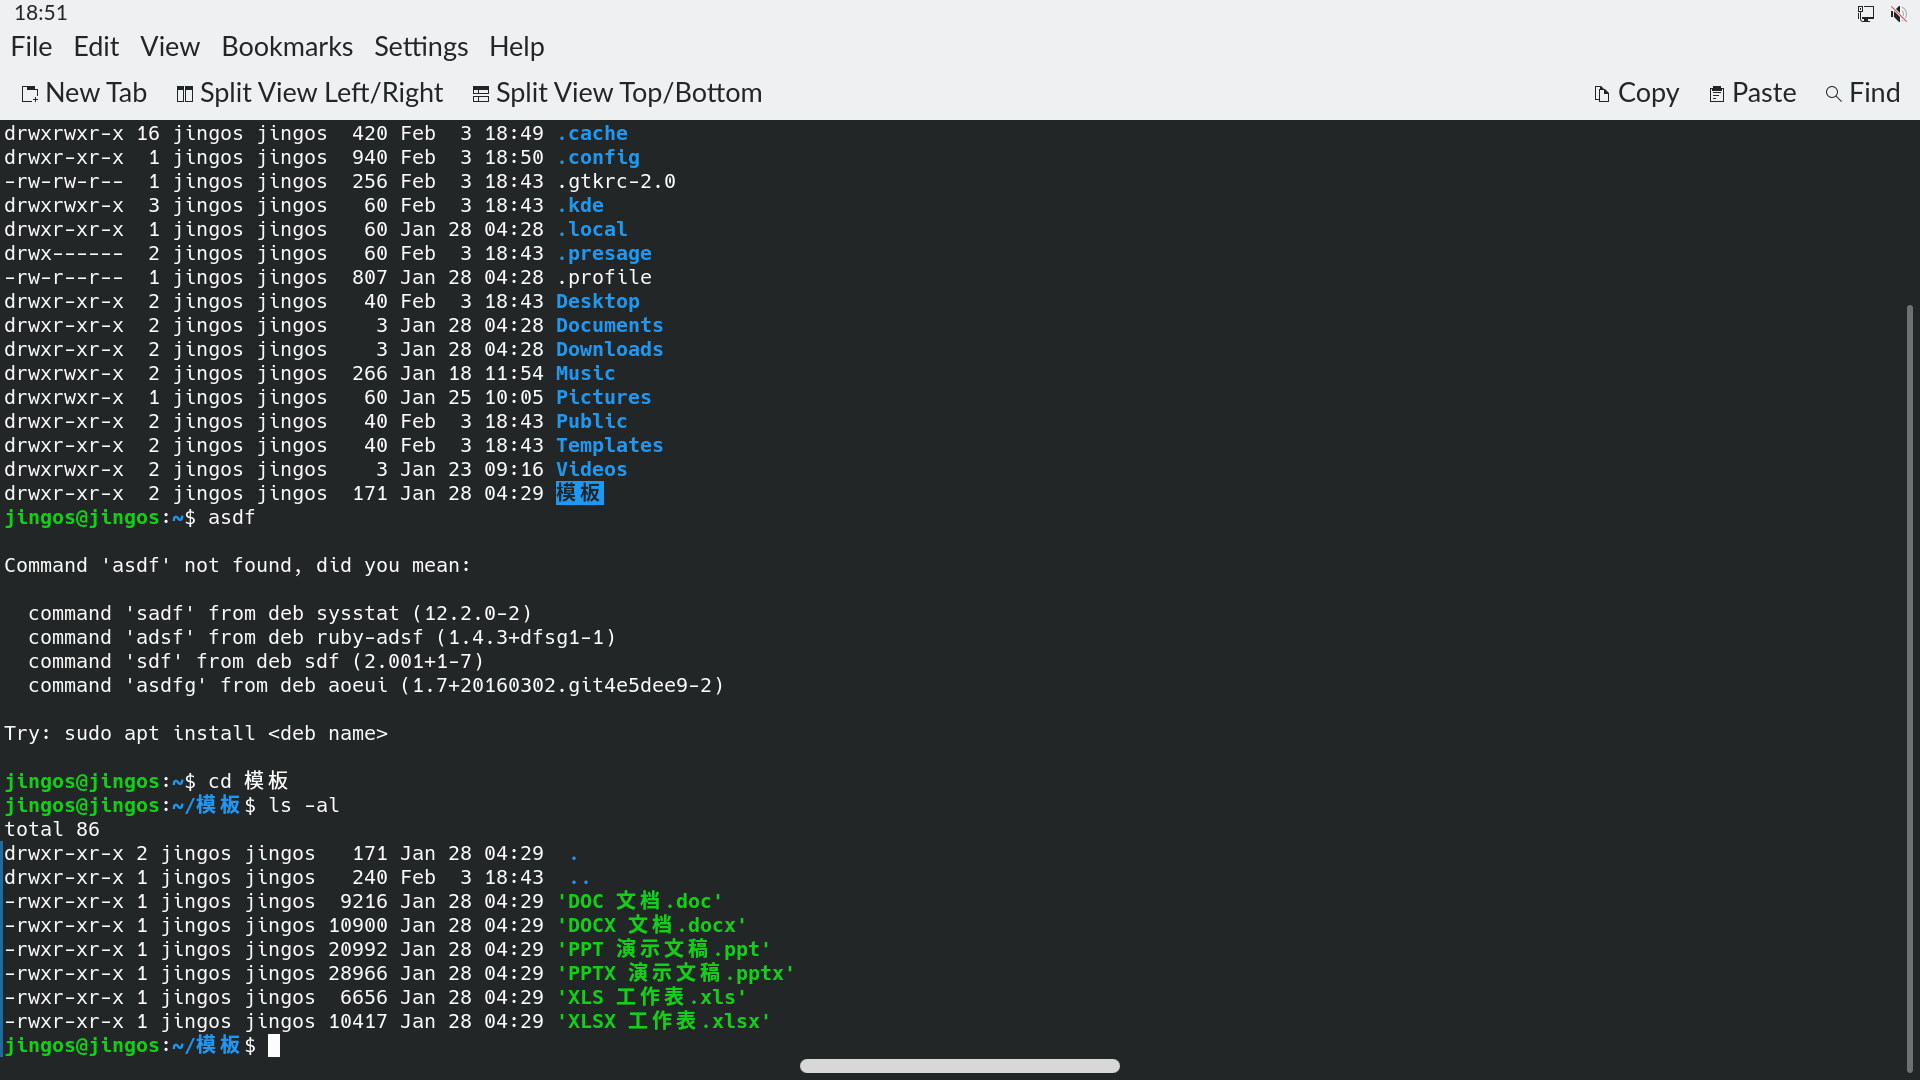 18:51
File Edit View Bookmarks Settings Help
New Tab Split View Left/Right Split View Top/Bottom Copy Paste Find
drwxrwxr-x 16 jingos jingos  420 Feb  3 18:49 .cache
drwxr-xr-x  1 jingos jingos  940 Feb  3 18:50 .config
-rw-rw-r--  1 jingos jingos  256 Feb  3 18:43 .gtkrc-2.0
drwxrwxr-x  3 jingos jingos   60 Feb  3 18:43 .kde
drwxr-xr-x  1 jingos jingos   60 Jan 28 04:28 .local
drwx------  2 jingos jingos   60 Feb  3 18:43 .presage
-rw-r--r--  1 jingos jingos  807 Jan 28 04:28 .profile
drwxr-xr-x  2 jingos jingos   40 Feb  3 18:43 Desktop
drwxr-xr-x  2 jingos jingos    3 Jan 28 04:28 Documents
drwxr-xr-x  2 jingos jingos    3 Jan 28 04:28 Downloads
drwxrwxr-x  2 jingos jingos  266 Jan 18 11:54 Music
drwxrwxr-x  1 jingos jingos   60 Jan 25 10:05 Pictures
drwxr-xr-x  2 jingos jingos   40 Feb  3 18:43 Public
drwxr-xr-x  2 jingos jingos   40 Feb  3 18:43 Templates
drwxrwxr-x  2 jingos jingos    3 Jan 23 09:16 Videos
drwxr-xr-x  2 jingos jingos  171 Jan 28 04:29 模板
jingos@jingos:~$ asdf
Command 'asdf' not found, did you mean:
  command 'sadf' from deb sysstat (12.2.0-2)
  command 'adsf' from deb ruby-adsf (1.4.3+dfsg1-1)
  command 'sdf' from deb sdf (2.001+1-7)
  command 'asdfg' from deb aoeui (1.7+20160302.git4e5dee9-2)
Try: sudo apt install <deb name>
jingos@jingos:~$ cd 模板
jingos@jingos:~/模板$ ls -al
total 86
drwxr-xr-x 2 jingos jingos   171 Jan 28 04:29  .
drwxr-xr-x 1 jingos jingos   240 Feb  3 18:43  ..
-rwxr-xr-x 1 jingos jingos  9216 Jan 28 04:29 'DOC 文档.doc'
-rwxr-xr-x 1 jingos jingos 10900 Jan 28 04:29 'DOCX 文档.docx'
-rwxr-xr-x 1 jingos jingos 20992 Jan 28 04:29 'PPT 演示文稿.ppt'
-rwxr-xr-x 1 jingos jingos 28966 Jan 28 04:29 'PPTX 演示文稿.pptx'
-rwxr-xr-x 1 jingos jingos  6656 Jan 28 04:29 'XLS 工作表.xls'
-rwxr-xr-x 1 jingos jingos 10417 Jan 28 04:29 'XLSX 工作表.xlsx'
jingos@jingos:~/模板$